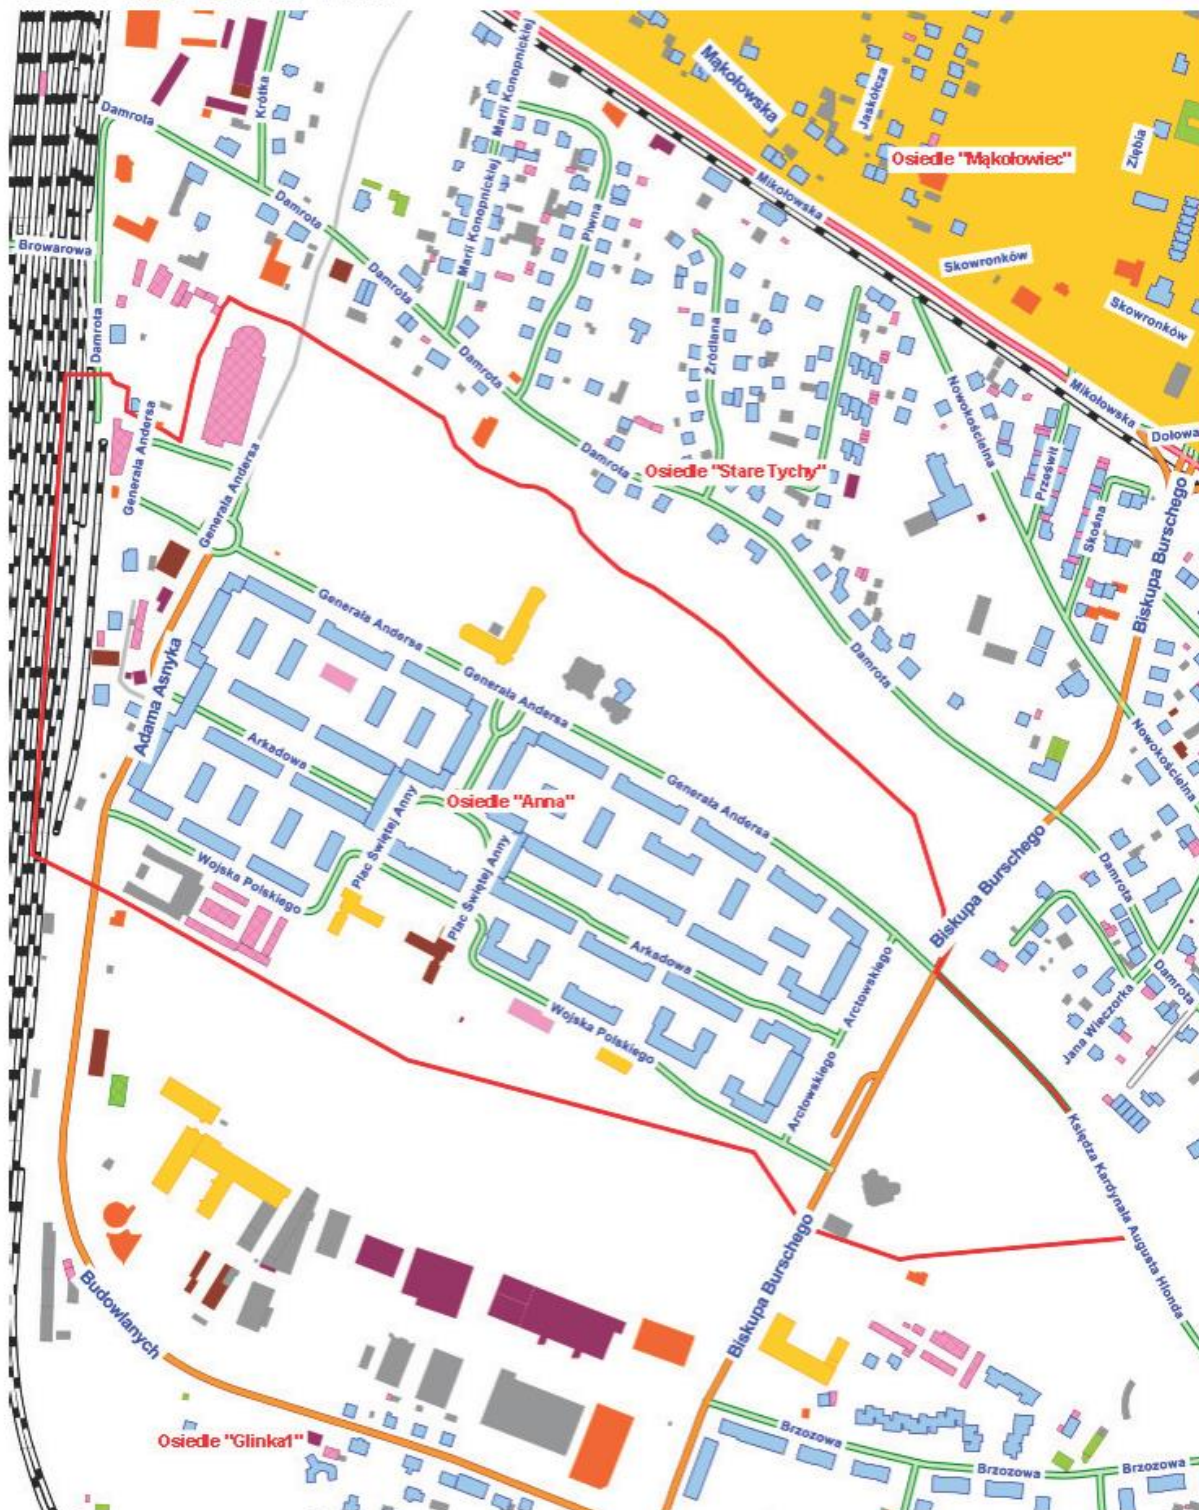 Mąkołowska
Jaskółcza
Ziębia
Osiedle "Mąkołowiec"
Krótka
Damrota
Marii Konopnickiej
Marii Konopnickiej
Mikołowska
Damrota
Piwna
Browarowa
Skowronków
Skowronków
Damrota
Damrota
Źródlana
Damrota
Nowokościelna
Mikołowska
Dołowa
Generała Andersa
Generała Andersa
Damrota
Osiedle "Stare Tychy"
Prześwit
Skośna
Biskupa Burschego
Generała Andersa
Generała Andersa
Damrota
Adama Asnyka
Arkadowa
Generała Andersa
Nowokościelna
Osiedle "Anna"
Plac Świętej Anny
Plac Świętej Anny
Wojska Polskiego
Biskupa Burschego
Damrota
Arkadowa
Arctowskiego
Damrota
Jana Wieczorka
Wojska Polskiego
Arctowskiego
Księdza Kardynała Augusta Hlonda
Biskupa Burschego
Budowlanych
Osiedle "Glinka1"
Brzozowa
Brzozowa
Brzozowa